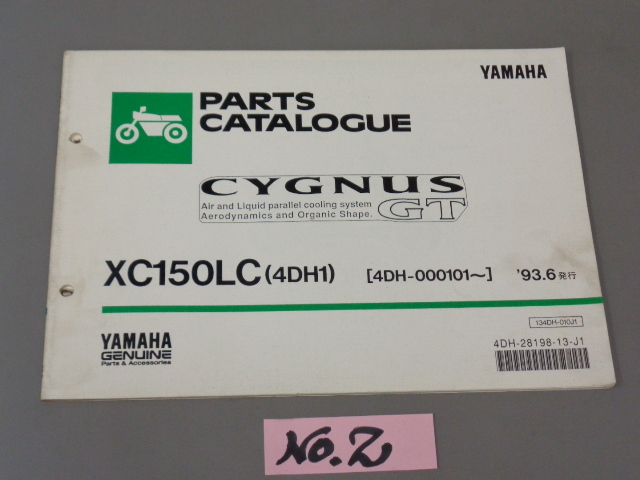 YAMAHA
PARTS
CATALOGUE
CYGNUS
Air and Liquid parallel cooling system
Aerodynamics and Organic Shape.
GT
XC150LC (4DH1) [4DH-000101~] '93.6 発行
134DH-010J1
4DH-28198-13-J1
YAMAHA
GENUINE
Parts & Accessories
No.2